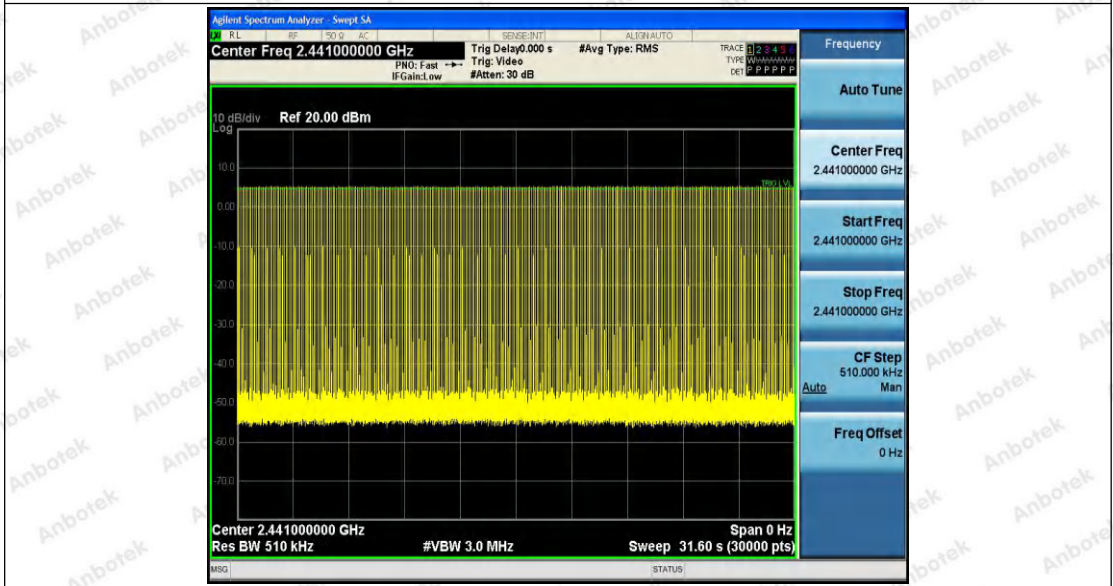 Agilent Spectrum Analyzer - Swept SA
RL RF 50 Ω AC SENSE:INT ALIGN AUTO
Center Freq 2.441000000 GHz
PNO: Fast
IFGain:Low
Trig Delay0.000 s
Trig: Video
#Atten: 30 dB
#Avg Type: RMS
TRACE 1 2 3 4 5 6
TYPE
DET P P P P P P
Frequency
Auto Tune
Center Freq
2.441000000 GHz
Start Freq
2.441000000 GHz
Stop Freq
2.441000000 GHz
CF Step
510.000 kHz
Auto Man
Freq Offset
0 Hz
10 dB/div Ref 20.00 dBm
Log
10.0
0.00
-10.0
-20.0
-30.0
-40.0
-50.0
-60.0
-70.0
TRIG LVL
Center 2.441000000 GHz Span 0 Hz
Res BW 510 kHz #VBW 3.0 MHz Sweep 31.60 s (30000 pts)
MSG STATUS
Anbotek